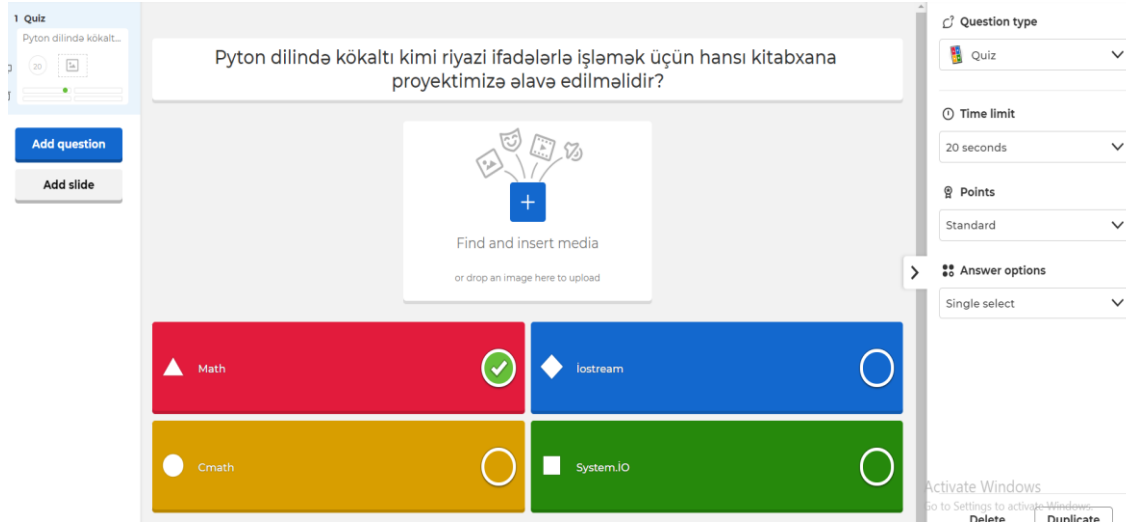 1 Quiz
Pyton dilində kökalt...
20
Add question
Add slide
Pyton dilində kökaltı kimi riyazi ifadələrlə işləmək üçün hansı kitabxana
proyektimizə əlavə edilməlidir?
Find and insert media
or drop an image here to upload
Math
İostream
Cmath
System.İO
Question type
Quiz
Time limit
20 seconds
Points
Standard
Answer options
Single select
Activate Windows
Go to Settings to activate Windows.
Delete
Duplicate